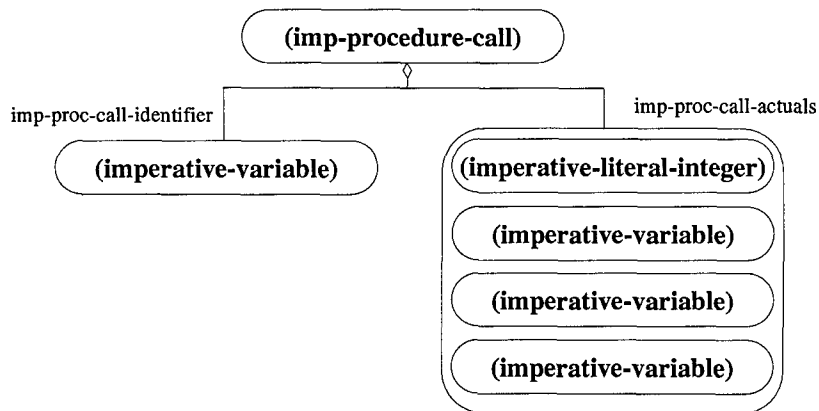 (imp-procedure-call)
imp-proc-call-identifier
imp-proc-call-actuals
(imperative-variable)
(imperative-literal-integer)
(imperative-variable)
(imperative-variable)
(imperative-variable)